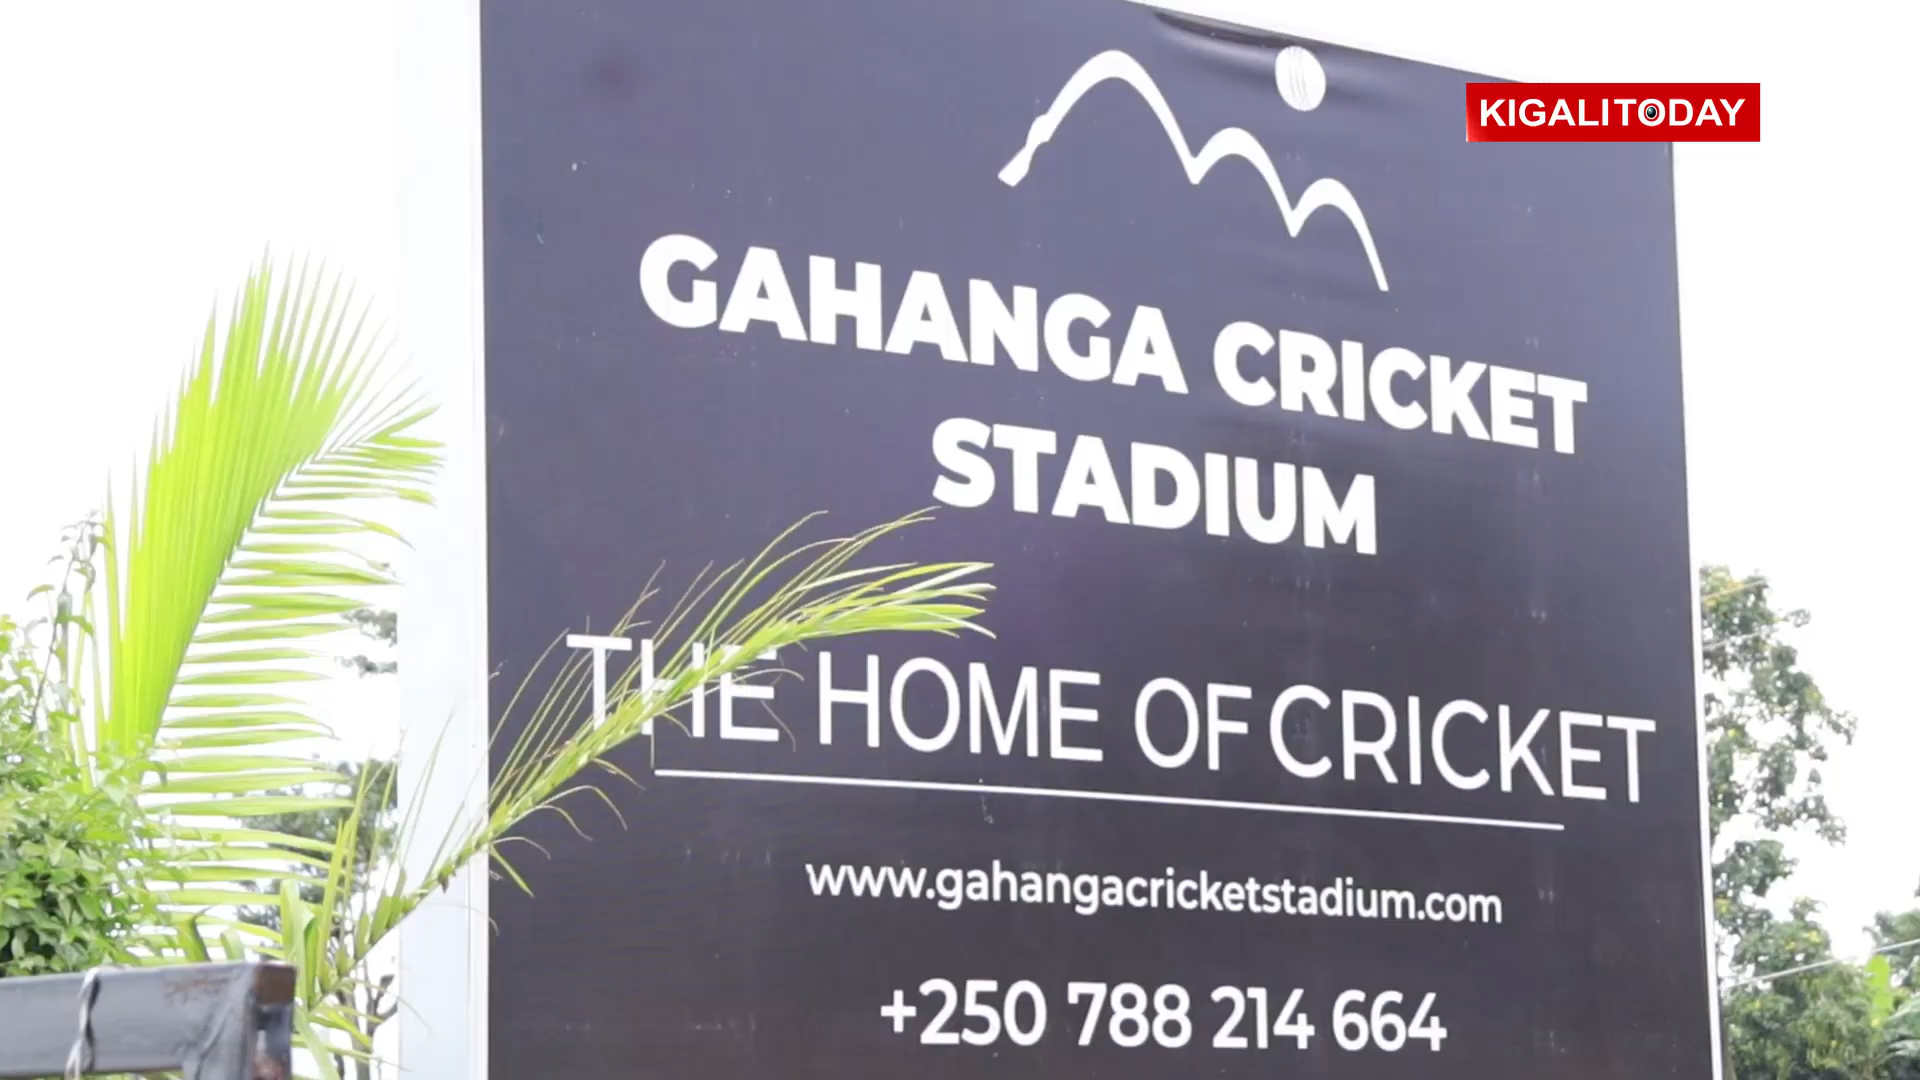 KIGALITODAY
GAHANGA CRICKET
STADIUM
THE HOME OF CRICKET
www.gahangacricketstadium.com
+250 788 214 664